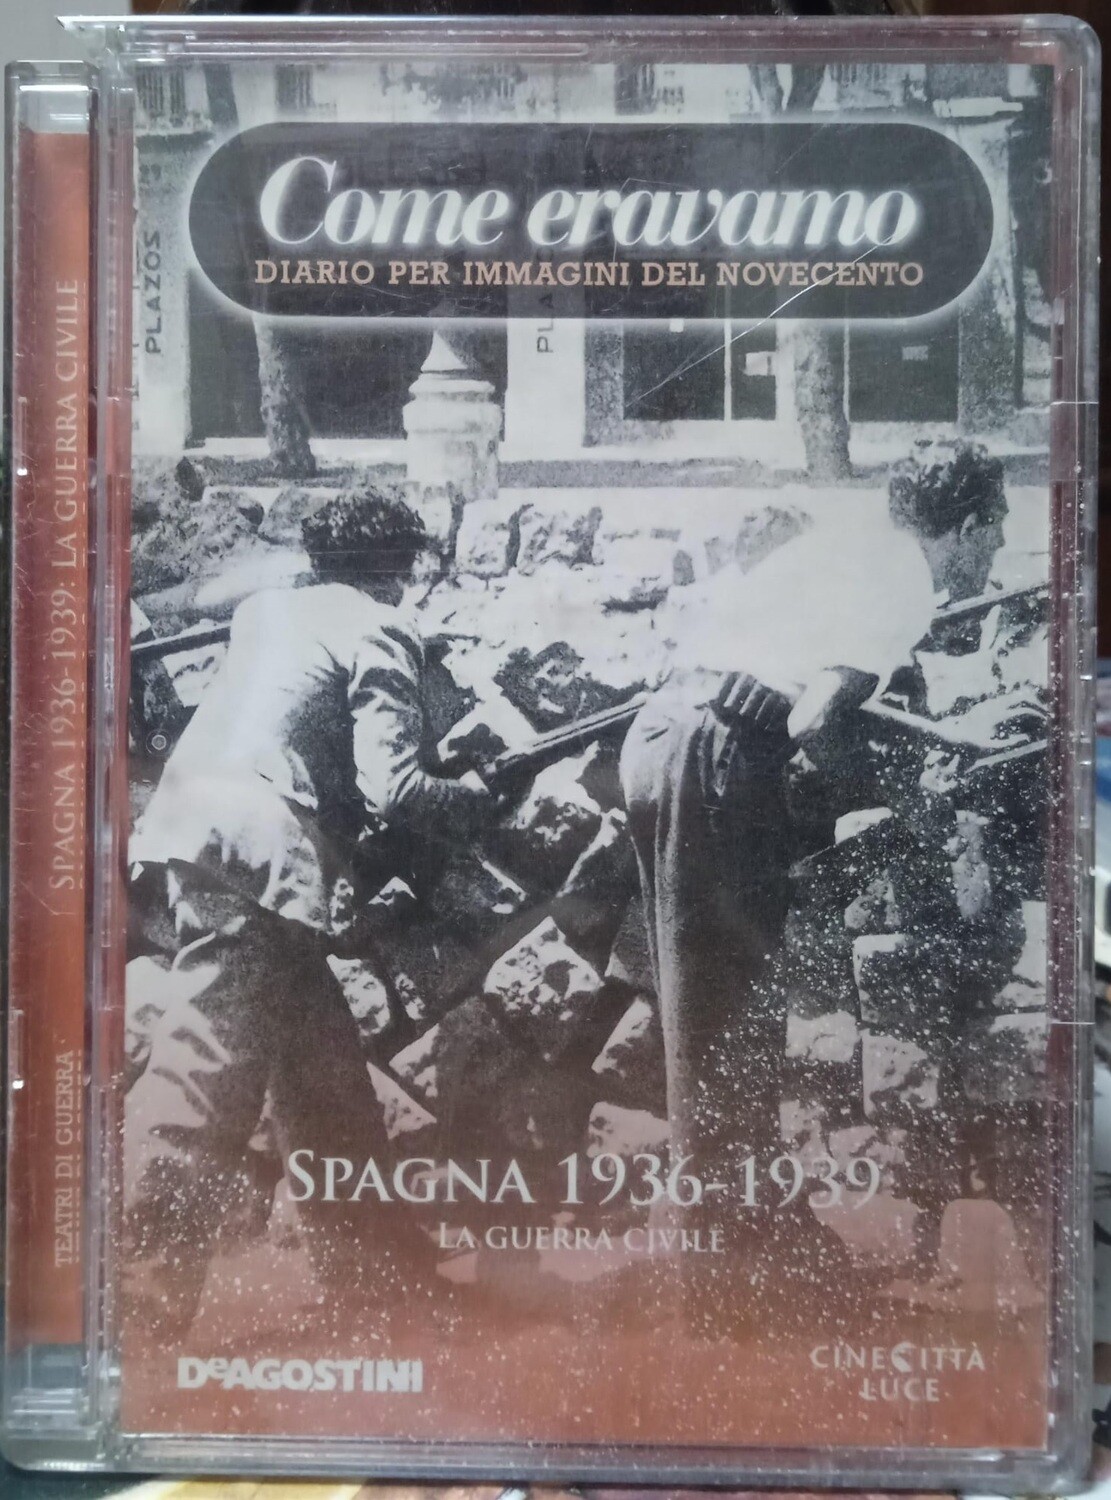 Come eravamo
DIARIO PER IMMAGINI DEL NOVECENTO
PLAZOS
PLA
SPAGNA 1936-1939
LA GUERRA CIVILE
DeAGOSTINI
CINECITTÀ
LUCE
TEATRI DI GUERRA
SPAGNA 1936-1939: LA GUERRA CIVILE